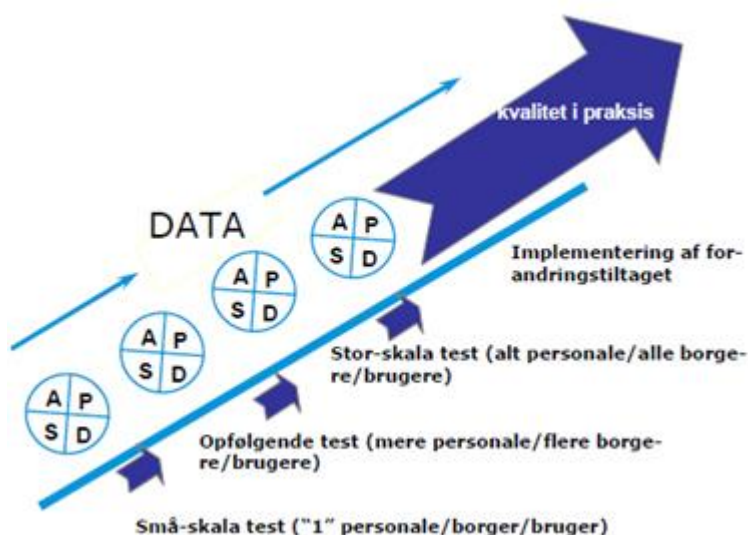 kvalitet i praksis
DATA
A P
S D
A P
S D
A P
S D
A P
S D
Implementering af for-
andringstiltaget
Stor-skala test (alt personale/alle borge-
re/brugere)
Opfølgende test (mere personale/flere borge-
re/brugere)
Små-skala test ("1" personale/borger/bruger)